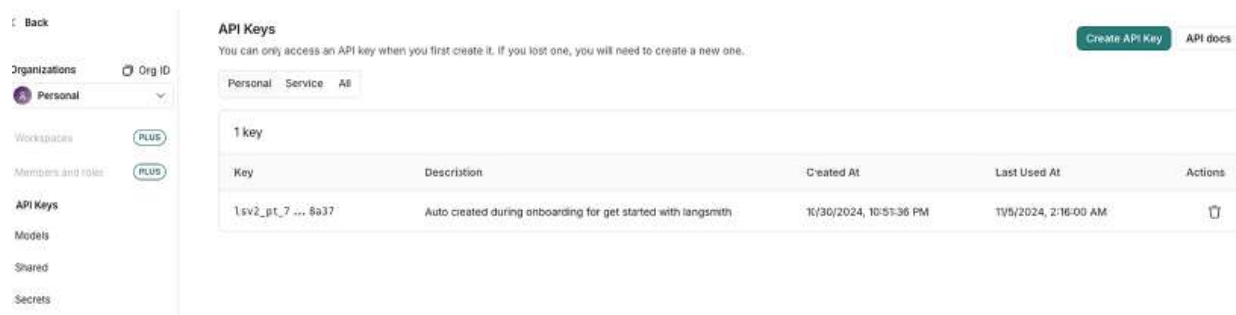 Back
Organizations Org ID
Personal
Workspaces PLUS
Members and roles PLUS
API Keys
Models
Shared
Secrets
API Keys
You can only access an API key when you first create it. If you lost one, you will need to create a new one.
Create API Key API docs
Personal Service All
1 key
Key Description Created At Last Used At Actions
lsv2_pt_7 ... 8a37 Auto created during onboarding for get started with langsmith 10/30/2024, 10:51:36 PM 11/5/2024, 2:16:00 AM